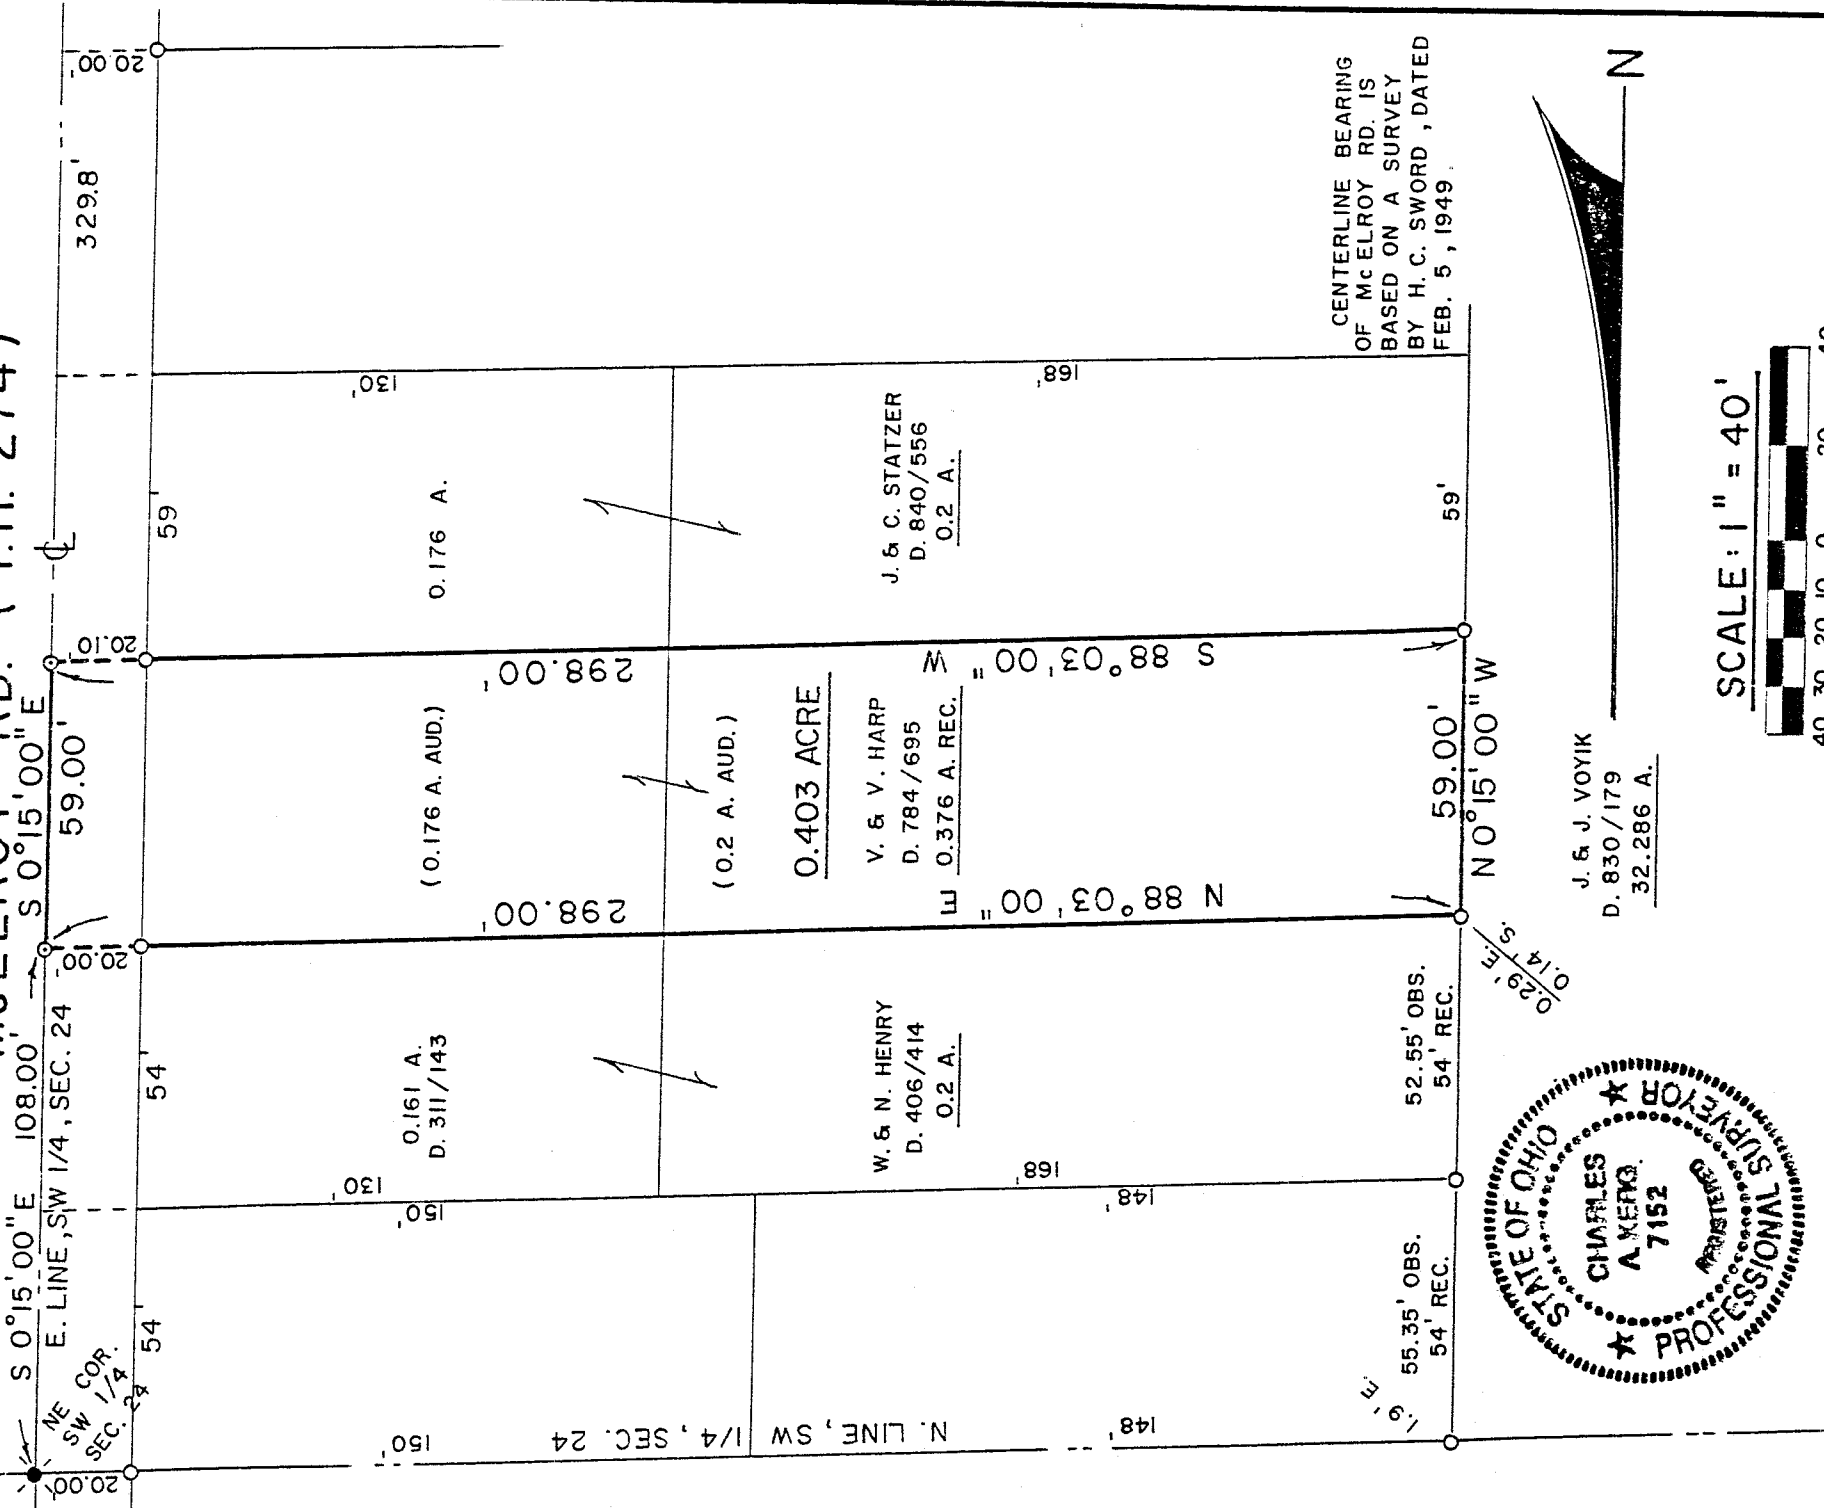 20.00'
329.8'
CENTERLINE BEARING
OF McELROY RD. IS
BASED ON A SURVEY
BY H. C. SWORD, DATED
FEB. 5, 1949.
N
130'
168'
59'
0.176 A.
J. & C. STATZER
D. 840/556
0.2 A.
59'
SCALE: 1" = 40'
40 30 20 10 0
20.10'
S 0°15'00" E
59.00'
298.00'
S 88°03'00" W
(0.176 A. AUD.)
(0.2 A. AUD.)
0.403 ACRE
V. & V. HARP
D. 784/695
0.376 A. REC.
298.00'
N 88°03'00" E
59.00'
N 0°15'00" W
J. & J. VOYIK
D. 830/179
32.286 A.
0.29' E.
0.14' S.
20.00'
S 0°15'00" E 108.00'
E. LINE, SW 1/4, SEC. 24
54'
0.161 A.
D. 311/143
W. & N. HENRY
D. 406/414
0.2 A.
52.55' OBS.
54' REC.
130'
150'
168'
148'
54'
55.35' OBS.
54' REC.
1.9' E.
NE COR.
SW 1/4
SEC. 24
20.00'
150'
N. LINE, SW 1/4, SEC. 24
148'
STATE OF OHIO
CHARLES
7152
REGISTERED
PROFESSIONAL SURVEYOR